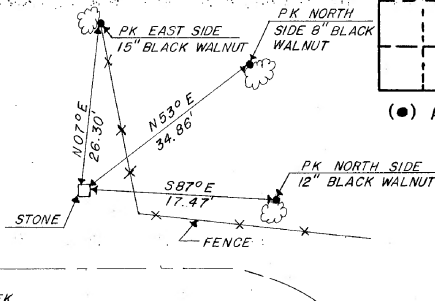 PK EAST SIDE
15" BLACK WALNUT
PK NORTH
SIDE 8" BLACK
WALNUT
N07°E
26.30'
N53°E
34.86'
(●)
PK NORTH SIDE
12" BLACK WALNUT
S87°E
17.47'
STONE
FENCE
EK